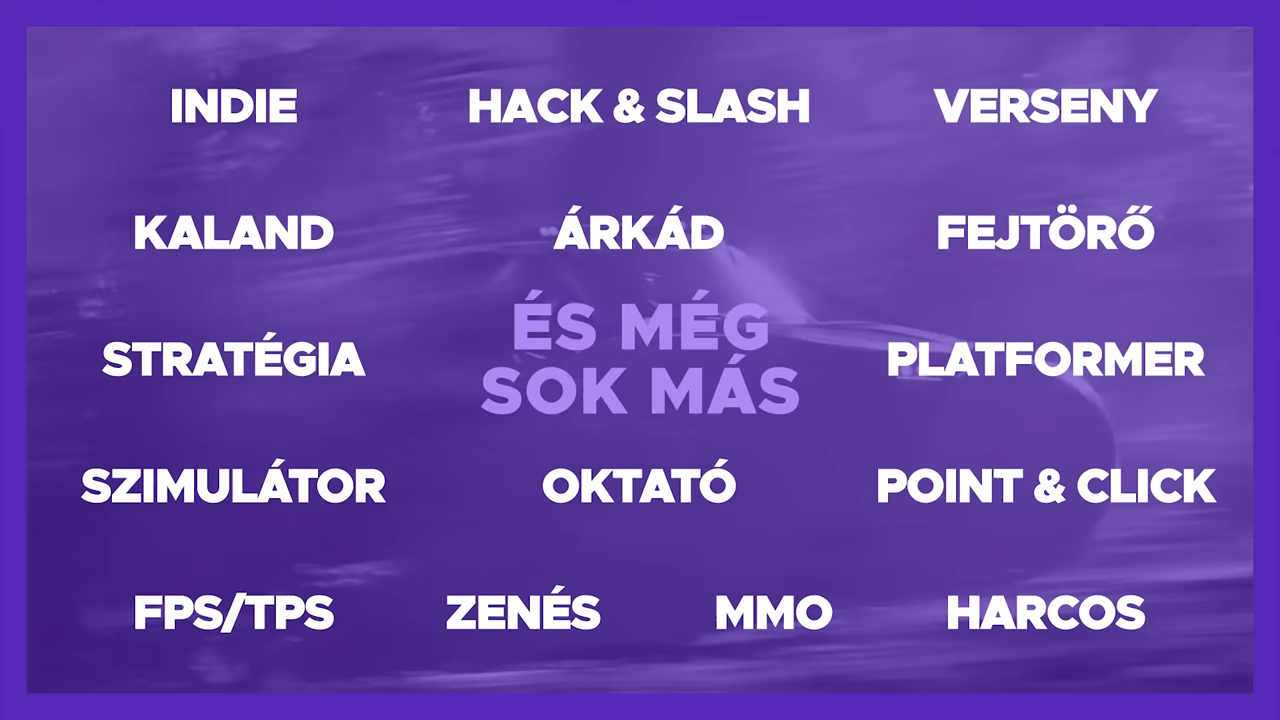 INDIE
HACK & SLASH
VERSENY
KALAND
ÁRKÁD
FEJTÖRŐ
ÉS MÉG
SOK MÁS
STRATÉGIA
PLATFORMER
SZIMULÁTOR
OKTATÓ
POINT & CLICK
FPS/TPS
ZENÉS
MMO
HARCOS